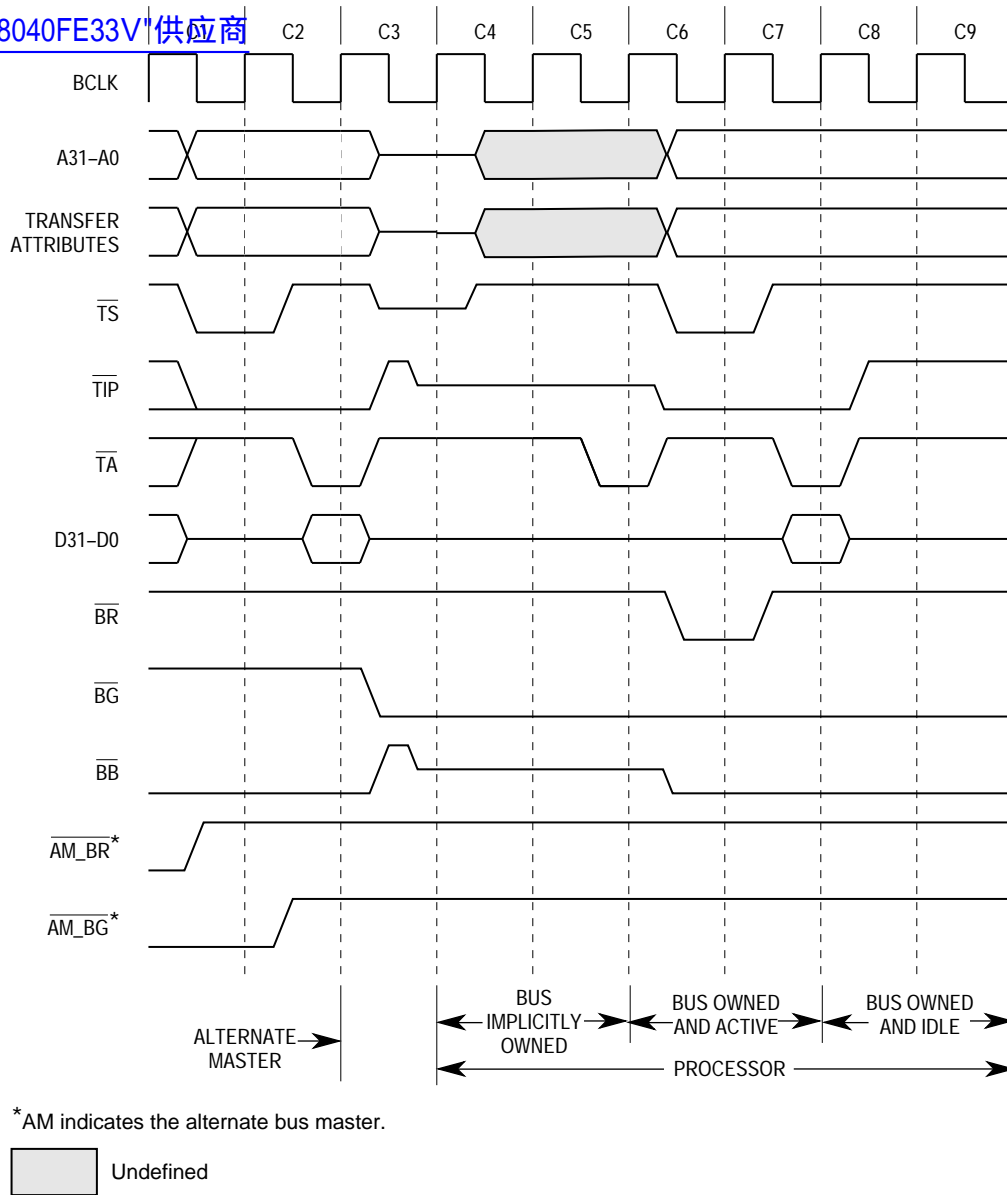 8040FE33V"供应商
C1 C2 C3 C4 C5 C6 C7 C8 C9
BCLK
A31–A0
TRANSFER
ATTRIBUTES
TS
TIP
TA
D31–D0
BR
BG
BB
AM_BR*
AM_BG*
ALTERNATE
MASTER
BUS
IMPLICITLY
OWNED
BUS OWNED
AND ACTIVE
BUS OWNED
AND IDLE
PROCESSOR
*AM indicates the alternate bus master.
Undefined